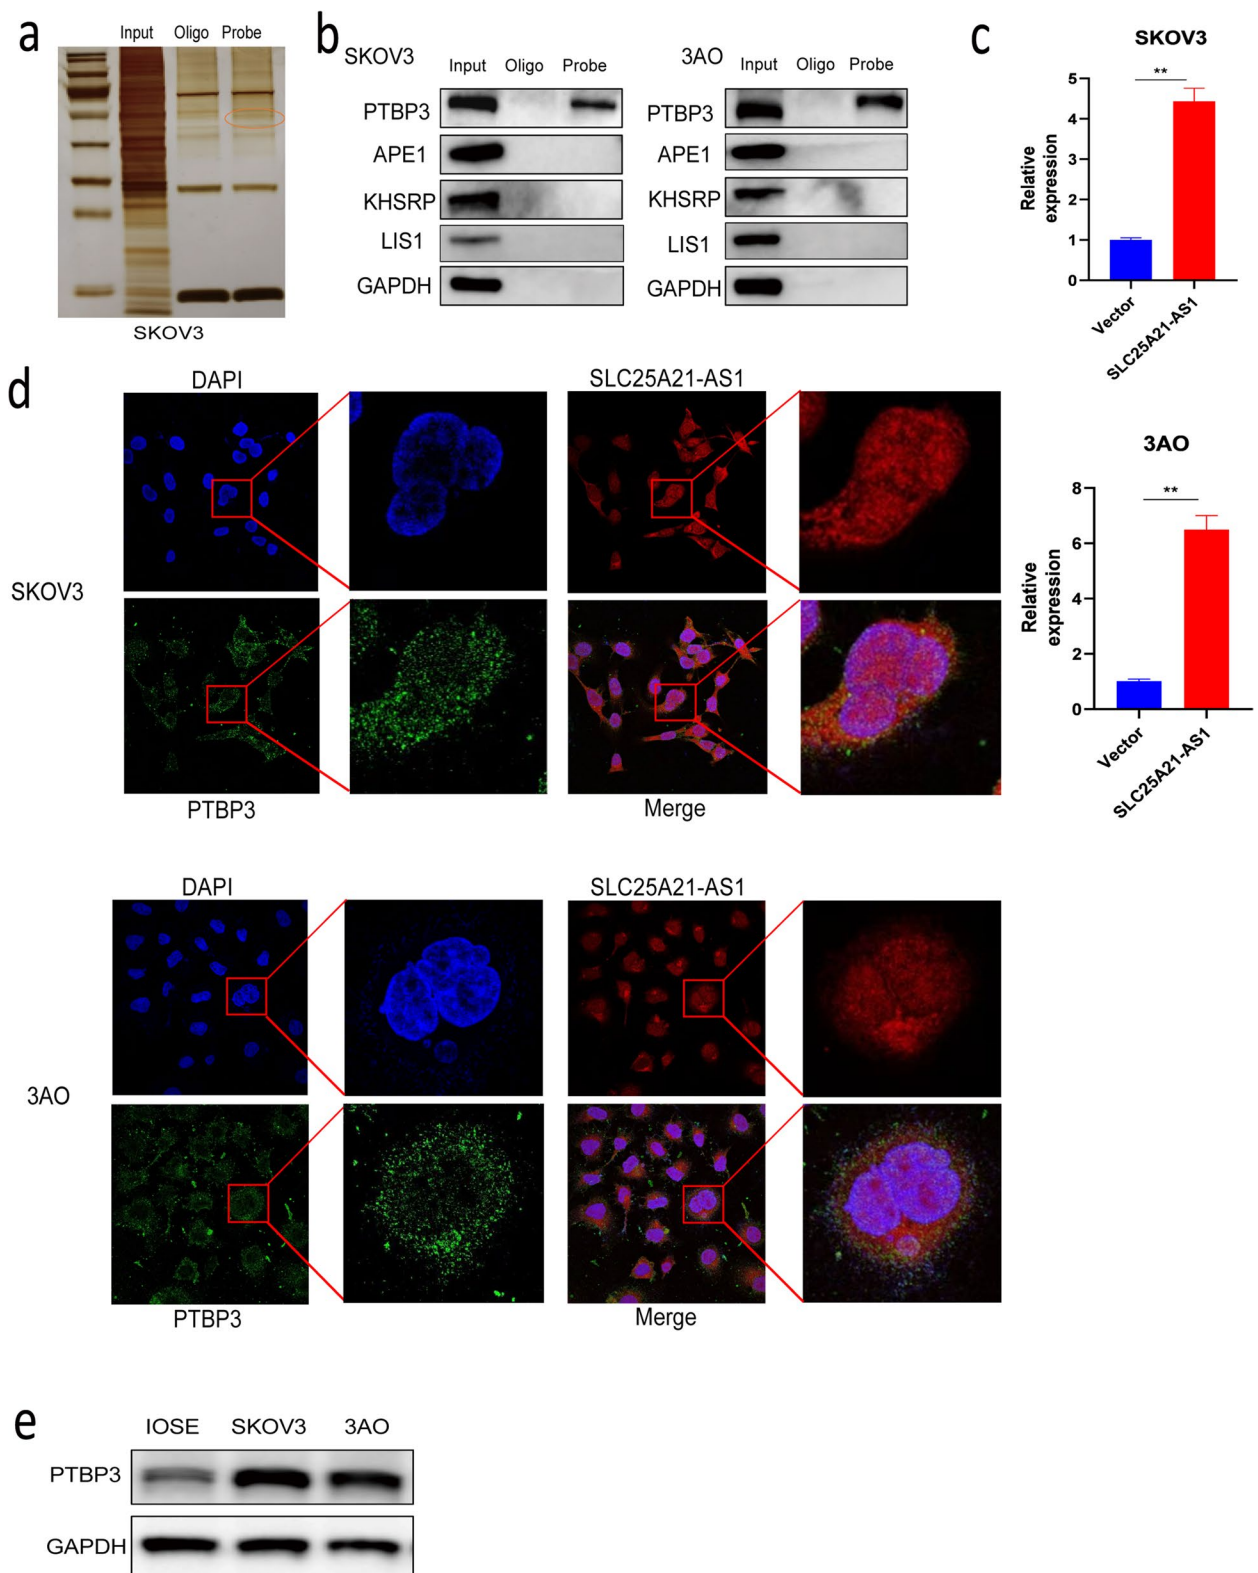 a
Input Oligo Probe
SKOV3
b
SKOV3
Input Oligo Probe
PTBP3
APE1
KHSRP
LIS1
GAPDH
3AO
Input Oligo Probe
PTBP3
APE1
KHSRP
LIS1
GAPDH
c
SKOV3
**
Relative
expression
5
4
3
2
1
0
Vector
SLC25A21-AS1
3AO
**
Relative
expression
8
6
4
2
0
Vector
SLC25A21-AS1
d
DAPI
SLC25A21-AS1
SKOV3
PTBP3
Merge
DAPI
SLC25A21-AS1
3AO
PTBP3
Merge
e
IOSE SKOV3 3AO
PTBP3
GAPDH